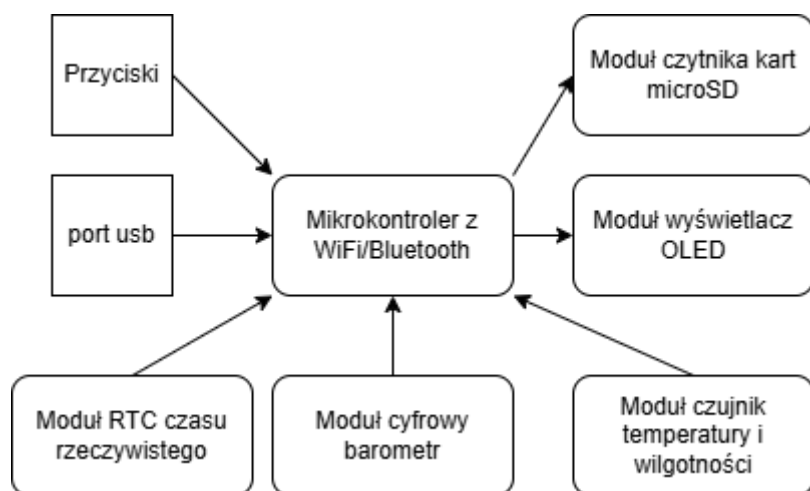 Przyciski
Moduł czytnika kart
microSD
port usb
Mikrokontroler z
WiFi/Bluetooth
Moduł wyświetlacz
OLED
Moduł RTC czasu
rzeczywistego
Moduł cyfrowy
barometr
Moduł czujnik
temperatury i
wilgotności